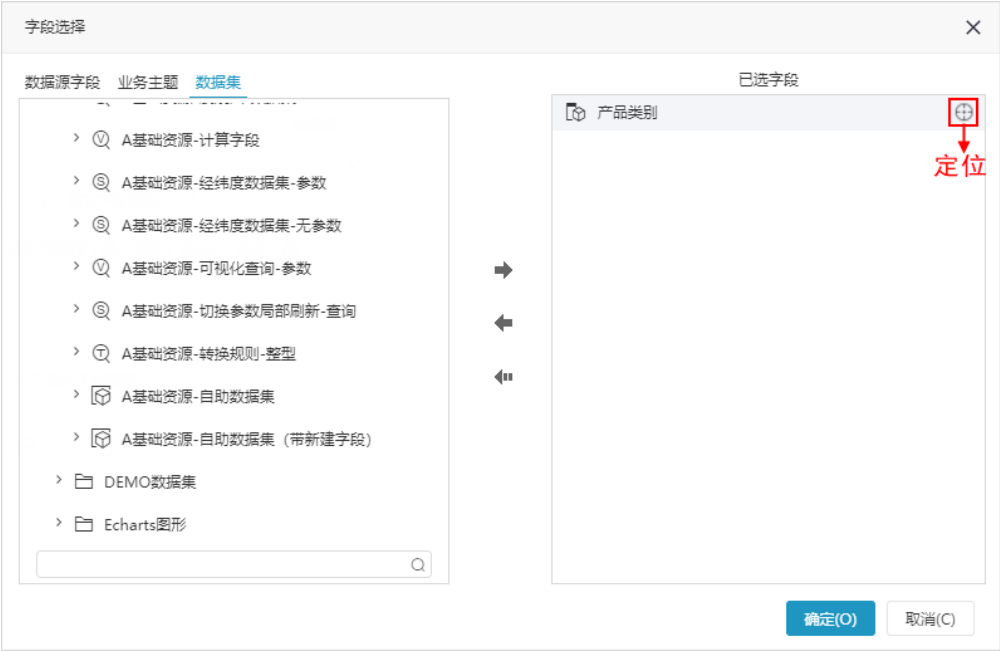 字段选择
数据源字段 业务主题 数据集
已选字段
A基础资源-计算字段
A基础资源-经纬度数据集-参数
A基础资源-经纬度数据集-无参数
A基础资源-可视化查询-参数
A基础资源-切换参数局部刷新-查询
A基础资源-转换规则-整型
A基础资源-自助数据集
A基础资源-自助数据集（带新建字段）
DEMO数据集
Echarts图形
产品类别
定位
确定(O) 取消(C)